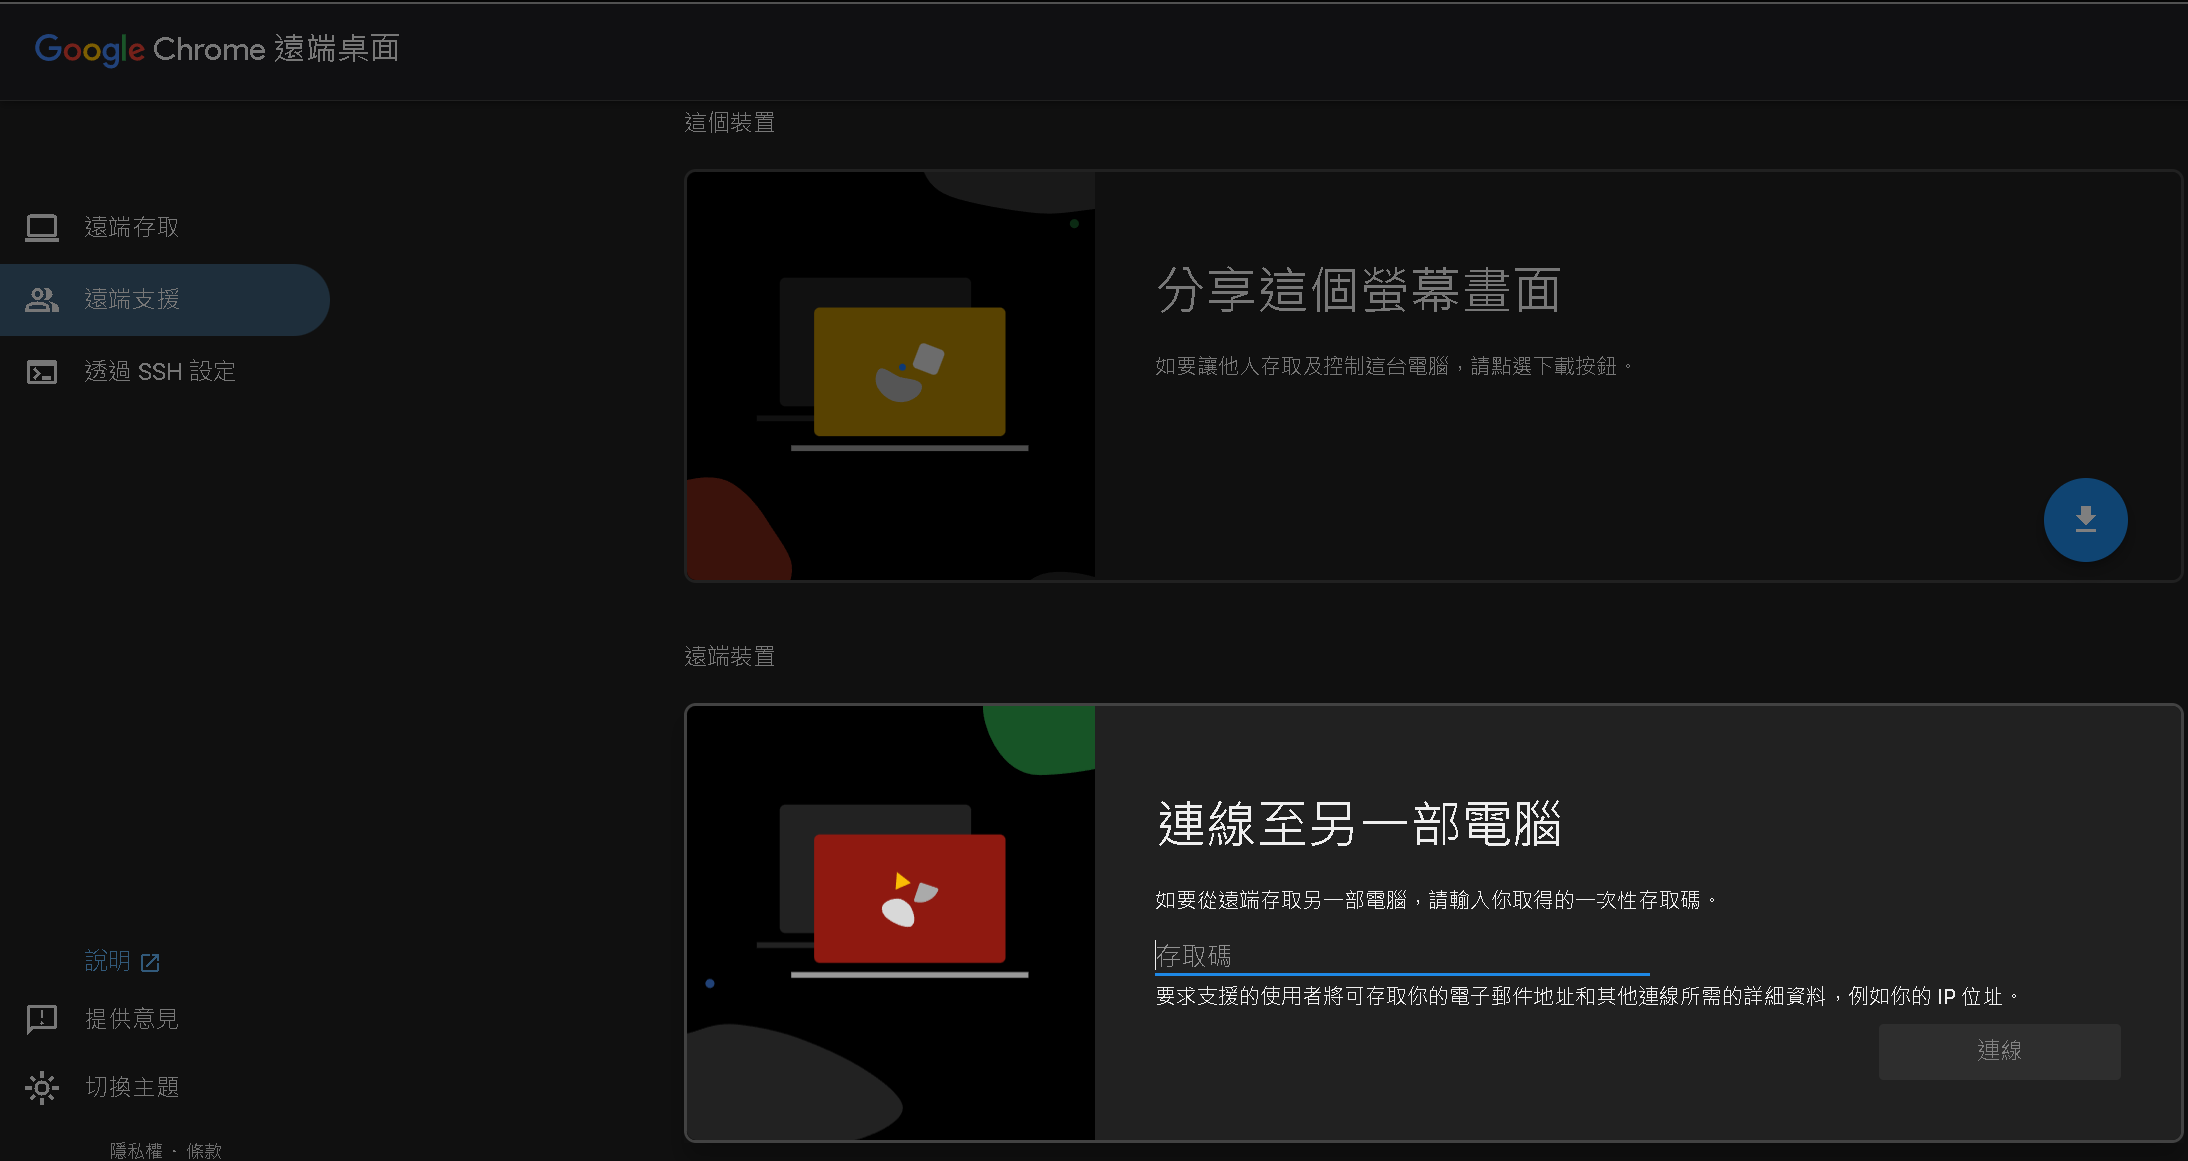 Google Chrome 遠端桌面
遠端存取
遠端支援
透過 SSH 設定
說明
提供意見
切換主題
隱私權 · 條款
這個裝置
分享這個螢幕畫面
如要讓他人存取及控制這台電腦，請點選下載按鈕。
遠端裝置
連線至另一部電腦
如要從遠端存取另一部電腦，請輸入你取得的一次性存取碼。
存取碼
要求支援的使用者將可存取你的電子郵件地址和其他連線所需的詳細資料，例如你的 IP 位址。
連線